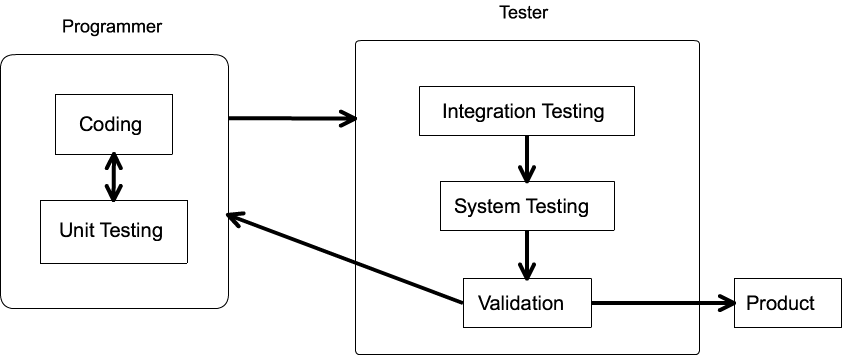 Programmer
Tester
Coding
Unit Testing
Integration Testing
System Testing
Validation
Product